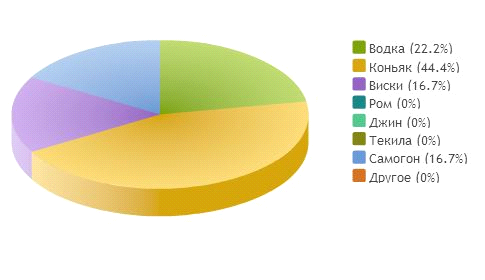 Водка (22.2%)
Коньяк (44.4%)
Виски (16.7%)
Ром (0%)
Джин (0%)
Текила (0%)
Самогон (16.7%)
Другое (0%)